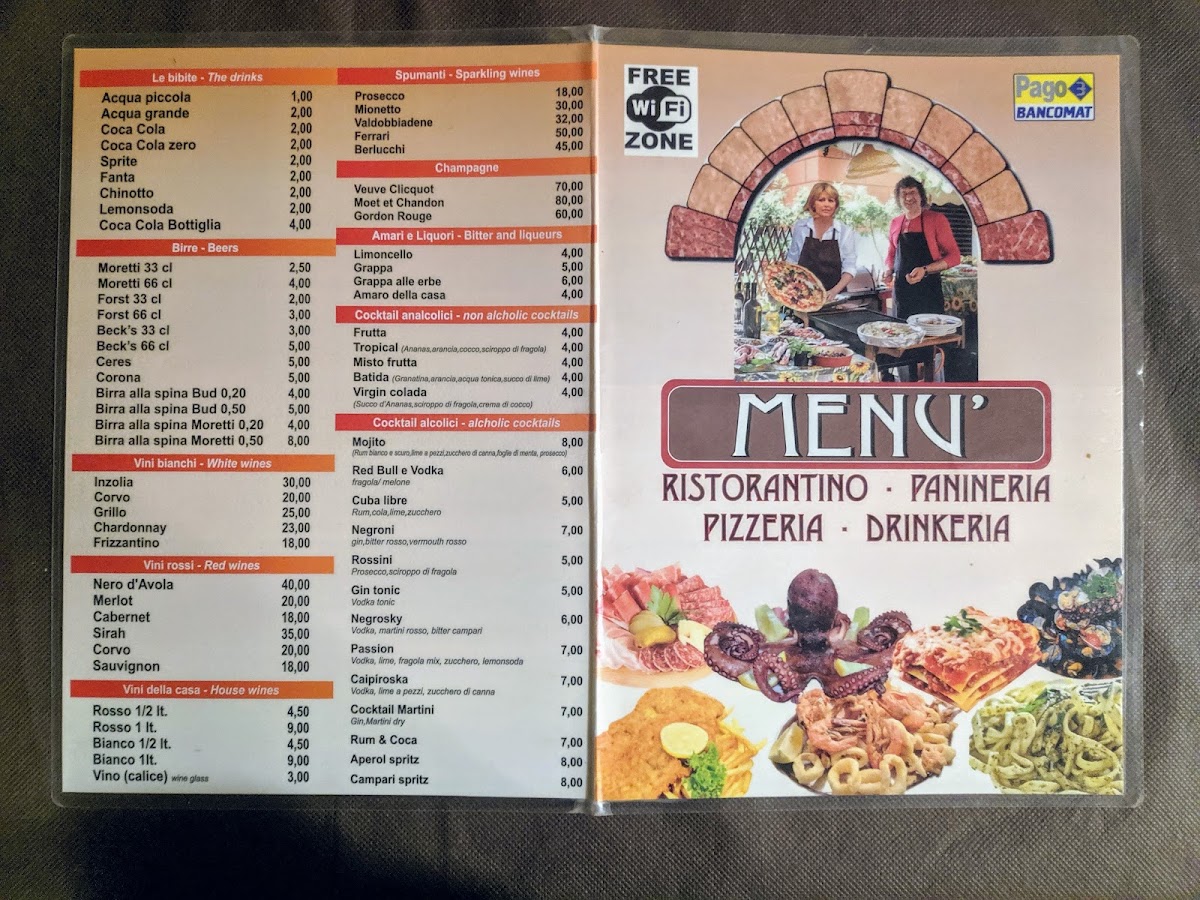 Le bibite - The drinks
Acqua piccola 1,00
Acqua grande 2,00
Coca Cola 2,00
Coca Cola zero 2,00
Sprite 2,00
Fanta 2,00
Chinotto 2,00
Lemonsoda 2,00
Coca Cola Bottiglia 4,00
Birre - Beers
Moretti 33 cl 2,50
Moretti 66 cl 4,00
Forst 33 cl 2,00
Forst 66 cl 3,00
Beck's 33 cl 3,00
Beck's 66 cl 5,00
Ceres 5,00
Corona 5,00
Birra alla spina Bud 0,20 4,00
Birra alla spina Bud 0,50 5,00
Birra alla spina Moretti 0,20 4,00
Birra alla spina Moretti 0,50 8,00
Vini bianchi - White wines
Inzolia 30,00
Corvo 20,00
Grillo 25,00
Chardonnay 23,00
Frizzantino 18,00
Vini rossi - Red wines
Nero d'Avola 40,00
Merlot 20,00
Cabernet 18,00
Sirah 35,00
Corvo 20,00
Sauvignon 18,00
Vini della casa - House wines
Rosso 1/2 lt. 4,50
Rosso 1 lt. 9,00
Bianco 1/2 lt. 4,50
Bianco 1lt. 9,00
Vino (calice) wine glass 3,00
Spumanti - Sparkling wines
Prosecco 18,00
Mionetto 30,00
Valdobbiadene 32,00
Ferrari 50,00
Berlucchi 45,00
Champagne
Veuve Clicquot 70,00
Moet et Chandon 80,00
Gordon Rouge 60,00
Amari e Liquori - Bitter and liqueurs
Limoncello 4,00
Grappa 5,00
Grappa alle erbe 6,00
Amaro della casa 4,00
Cocktail analcolici - non alcholic cocktails
Frutta 4,00
Tropical (Ananas,arancia,cocco,sciroppo di fragola) 4,00
Misto frutta 4,00
Batida (Granatina,arancia,acqua tonica,succo di lime) 4,00
Virgin colada 4,00
(Succo d'Ananas,sciroppo di fragola,crema di cocco)
Cocktail alcolici - alcholic cocktails
Mojito 8,00
(Rum bianco e scuro,lime a pezzi,zucchero di canna,foglie di menta, prosecco)
Red Bull e Vodka 6,00
fragola/ melone
Cuba libre 5,00
Rum,cola,lime,zucchero
Negroni 7,00
gin,bitter rosso,vermouth rosso
Rossini 5,00
Prosecco,sciroppo di fragola
Gin tonic 5,00
Vodka tonic
Negrosky 6,00
Vodka, martini rosso, bitter campari
Passion 7,00
Vodka, lime, fragola mix, zucchero, lemonsoda
Caipiroska 7,00
Vodka, lime a pezzi, zucchero di canna
Cocktail Martini 7,00
Gin,Martini dry
Rum & Coca 7,00
Aperol spritz 8,00
Campari spritz 8,00
FREE
WiFi
ZONE
Pago
BANCOMAT
MENU'
RISTORANTINO · PANINERIA
PIZZERIA · DRINKERIA